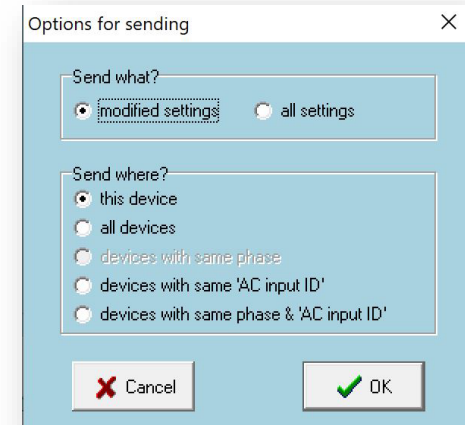 Options for sending
Send what?
modified settings all settings
Send where?
this device
all devices
devices with same phase
devices with same 'AC input ID'
devices with same phase & 'AC input ID'
Cancel OK